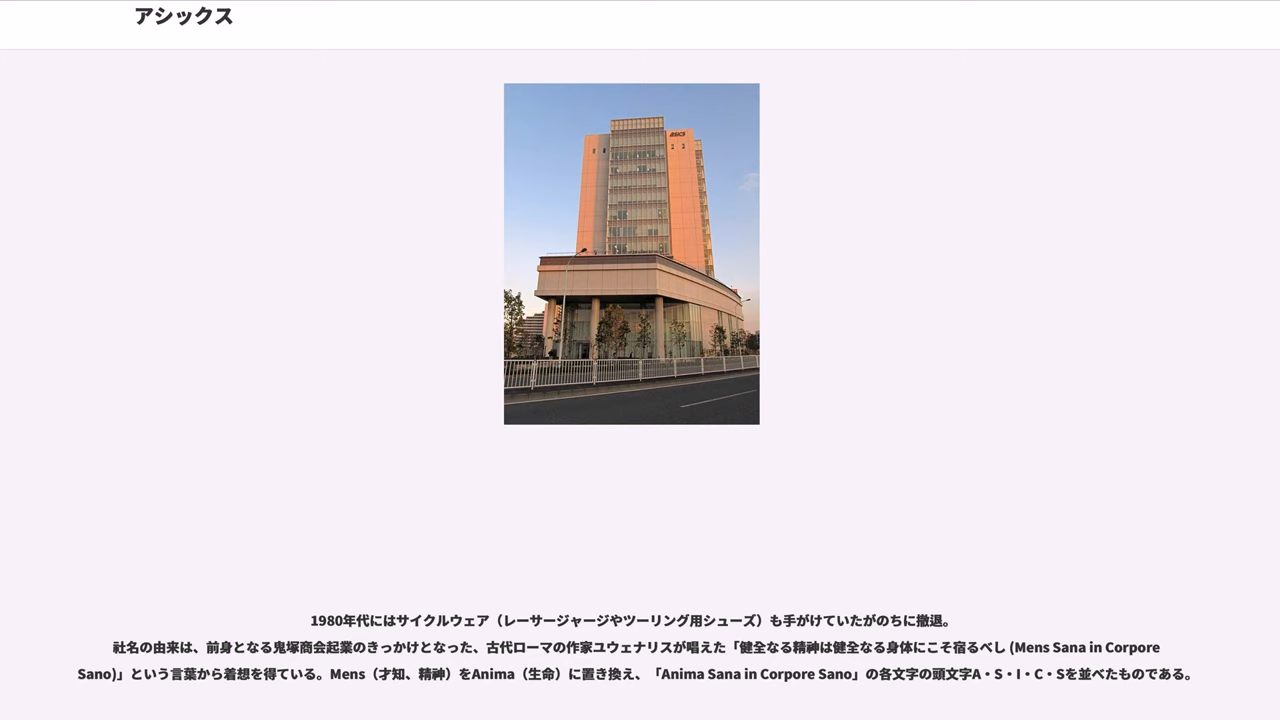 アシックス
ASICS
1980年代にはサイクルウェア（レーサージャージやツーリング用シューズ）も手がけていたがのちに撤退。
社名の由来は、前身となる鬼塚商会起業のきっかけとなった、古代ローマの作家ユウェナリスが唱えた「健全なる精神は健全なる身体にこそ宿るべし (Mens Sana in Corpore
Sano)」という言葉から着想を得ている。Mens（才知、精神）をAnima（生命）に置き換え、「Anima Sana in Corpore Sano」の各文字の頭文字A・S・I・C・Sを並べたものである。